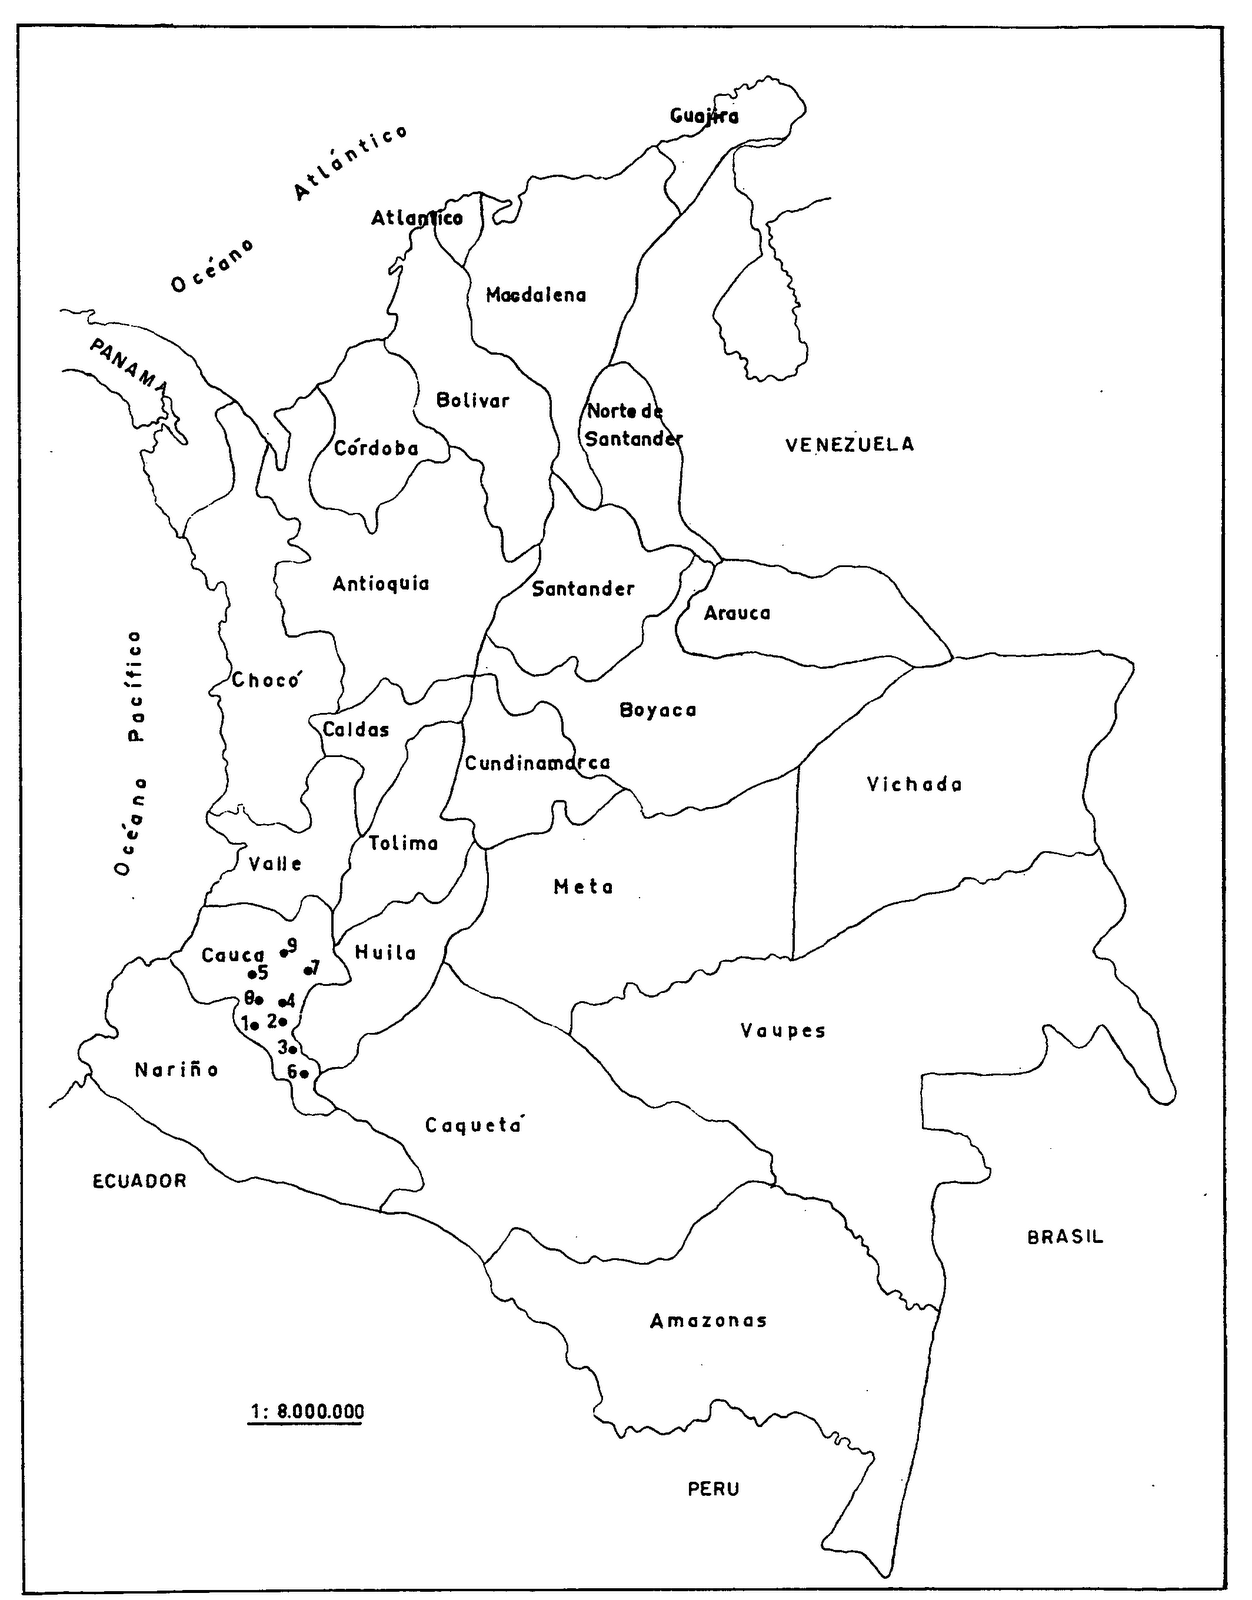 Guajira
Océano Atlántico
Atlantico
Magdalena
PANAMA
Bolivar
Norte de
Santander
Córdoba
VENEZUELA
Antioquia
Santander
Arauca
Océano Pacífico
Chocó
Boyaca
Caldas
Cundinamarca
Vichada
Tolima
Valle
Meta
Cauca
9
Huila
5
7
8
4
1
2
Vaupes
3
Nariño
6
Caquetá
ECUADOR
BRASIL
Amazonas
1: 8.000.000
PERU